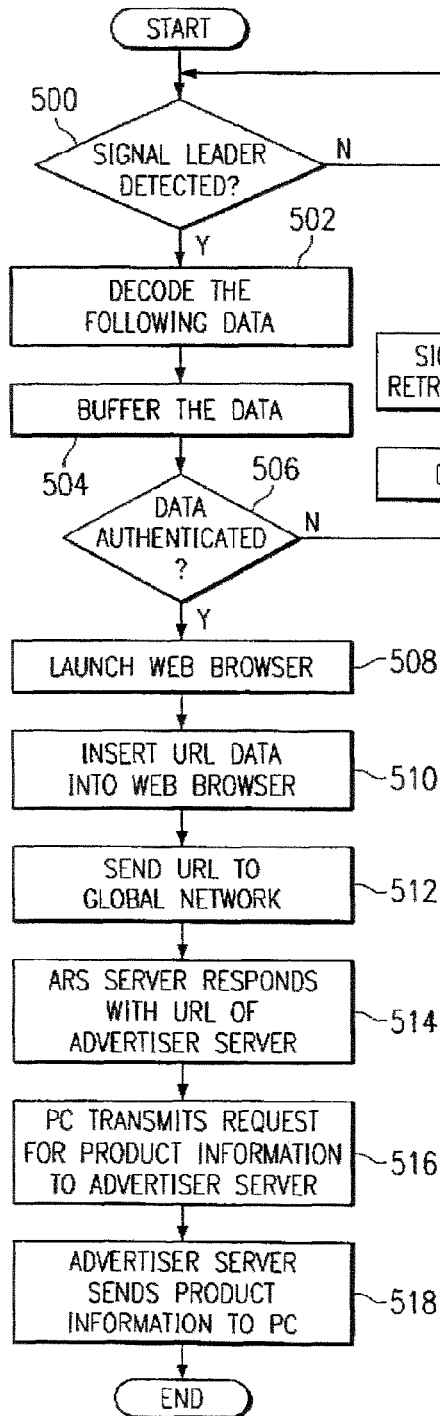 START
500
SIGNAL LEADER
DETECTED?
N
Y
502
DECODE THE
FOLLOWING DATA
BUFFER THE DATA
504
506
DATA
AUTHENTICATED
?
N
Y
LAUNCH WEB BROWSER
508
INSERT URL DATA
INTO WEB BROWSER
510
SEND URL TO
GLOBAL NETWORK
512
ARS SERVER RESPONDS
WITH URL OF
ADVERTISER SERVER
514
PC TRANSMITS REQUEST
FOR PRODUCT INFORMATION
TO ADVERTISER SERVER
516
ADVERTISER SERVER
SENDS PRODUCT
INFORMATION TO PC
518
END